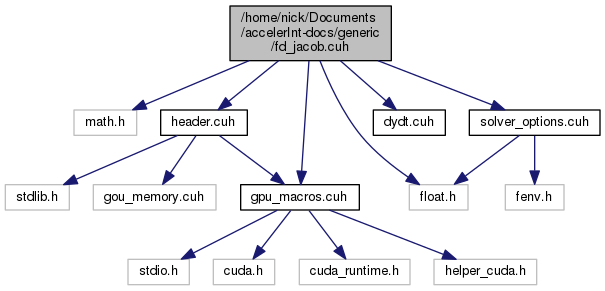 /home/nick/Documents
/accelerInt-docs/generic
/fd_jacob.cuh
math.h
header.cuh
dydt.cuh
solver_options.cuh
stdlib.h
gou_memory.cuh
gpu_macros.cuh
float.h
fenv.h
stdio.h
cuda.h
cuda_runtime.h
helper_cuda.h